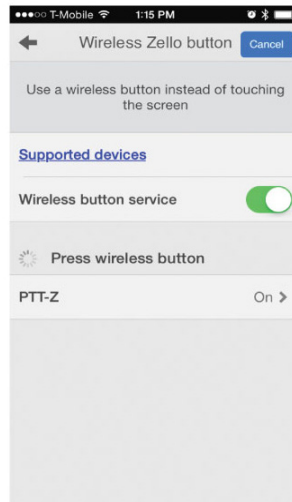 T-Mobile 1:15 PM
Wireless Zello button Cancel
Use a wireless button instead of touching
the screen
Supported devices
Wireless button service
Press wireless button
PTT-Z On